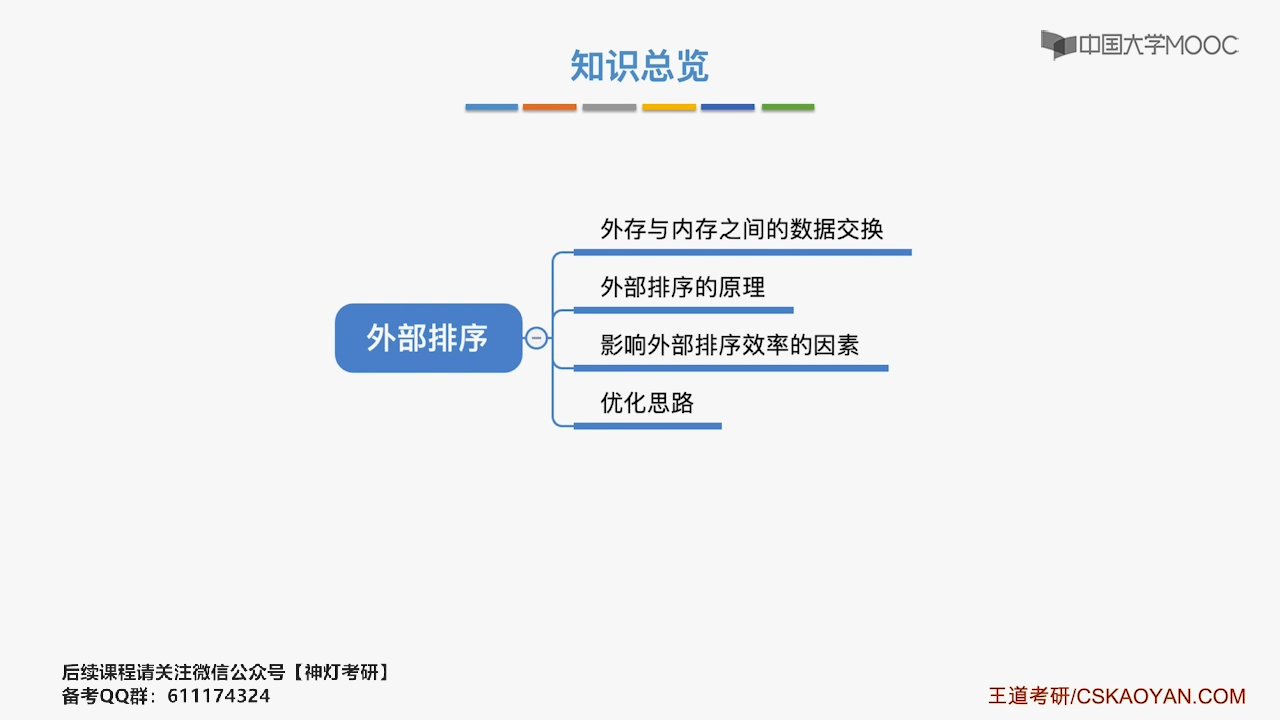 知识总览
中国大学MOOC
外存与内存之间的数据交换
外部排序的原理
外部排序
影响外部排序效率的因素
优化思路
后续课程请关注微信公众号【神灯考研】
备考QQ群：611174324
王道考研/CSKAOYAN.COM